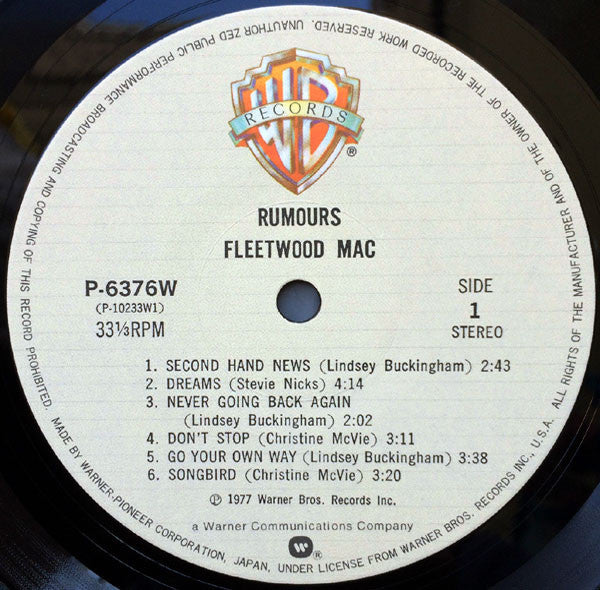 WB
RECORDS
®
RUMOURS
FLEETWOOD MAC
P-6376W
(P-10233W1)
33⅓RPM
SIDE
1
STEREO
1. SECOND HAND NEWS (Lindsey Buckingham) 2:43
2. DREAMS (Stevie Nicks) 4:14
3. NEVER GOING BACK AGAIN
(Lindsey Buckingham) 2:02
4. DON'T STOP (Christine McVie) 3:11
5. GO YOUR OWN WAY (Lindsey Buckingham) 3:38
6. SONGBIRD (Christine McVie) 3:20
Ⓟ 1977 Warner Bros. Records Inc.
a Warner Communications Company
W®
ALL RIGHTS OF THE MANUFACTURER AND OF THE OWNER OF THE RECORDED WORK RESERVED. UNAUTHOR ZED PUBLIC PERFORMANCE BROADCASTING AND COPYING OF THIS RECORD PROHIBITED. MADE BY WARNER-PIONEER CORPORATION, JAPAN, UNDER LICENSE FROM WARNER BROS. RECORDS INC., U.S.A.